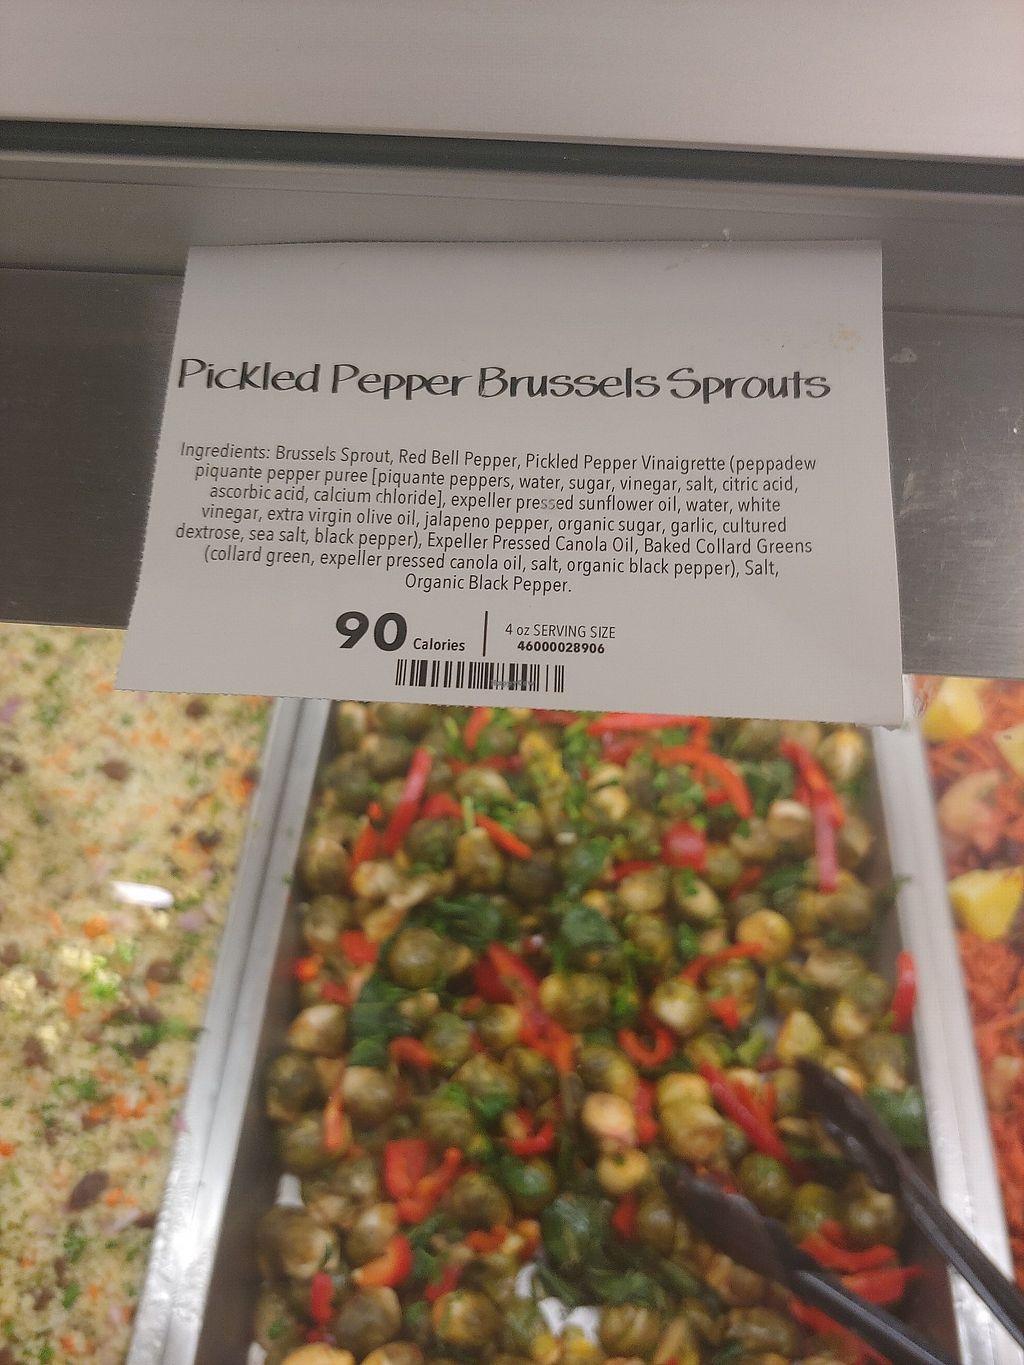 Pickled Pepper Brussels Sprouts
Ingredients: Brussels Sprout, Red Bell Pepper, Pickled Pepper Vinaigrette (peppadew
piquante pepper puree [piquante peppers, water, sugar, vinegar, salt, citric acid,
ascorbic acid, calcium chloride], expeller pressed sunflower oil, water, white
vinegar, extra virgin olive oil, jalapeno pepper, organic sugar, garlic, cultured
dextrose, sea salt, black pepper), Expeller Pressed Canola Oil, Baked Collard Greens
(collard green, expeller pressed canola oil, salt, organic black pepper), Salt,
Organic Black Pepper.
90 Calories
4 oz SERVING SIZE
46000028906